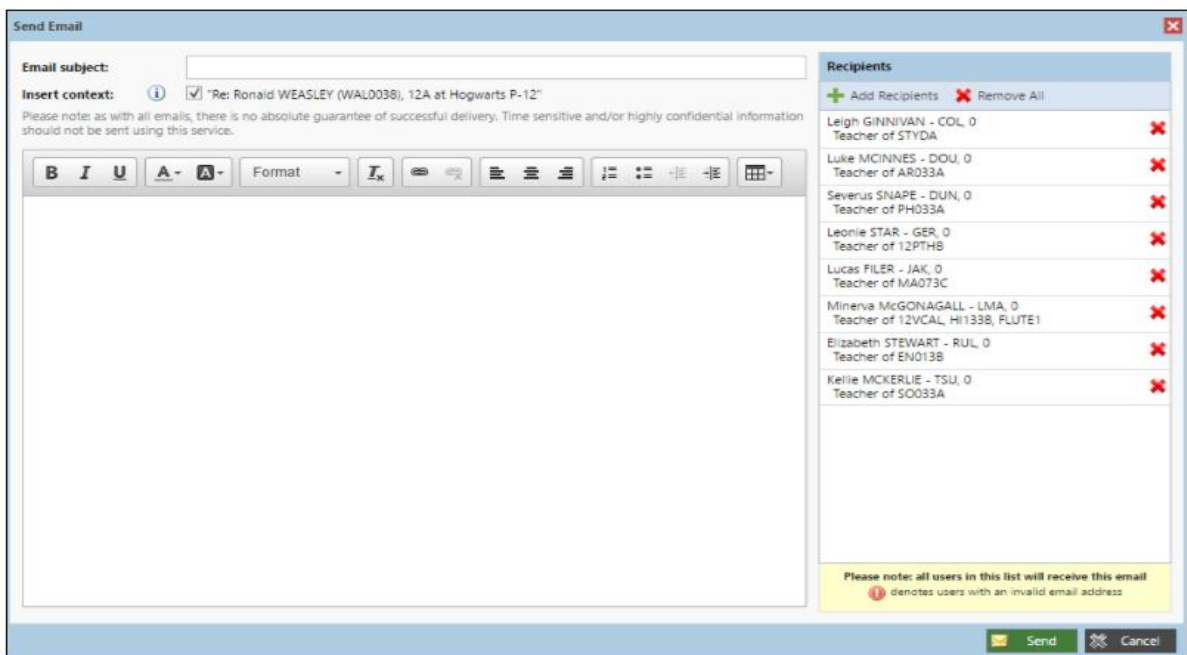 Send Email
Email subject:
Insert context: "Re: Ronald WEASLEY (WAL0038), 12A at Hogwarts P-12"
Please note: as with all emails, there is no absolute guarantee of successful delivery. Time sensitive and/or highly confidential information
should not be sent using this service.
B I U A A Format
Recipients
Add Recipients Remove All
Leigh GINNIVAN - COL, 0
Teacher of STYDA
Luke MCINNES - DOU, 0
Teacher of AR033A
Severus SNAPE - DUN, 0
Teacher of PH033A
Leonie STAR - GER, 0
Teacher of 12PTHB
Lucas FILER - JAK, 0
Teacher of MA073C
Minerva McGONAGALL - LMA, 0
Teacher of 12VCAL, HI133B, FLUTE1
Elizabeth STEWART - RUL, 0
Teacher of EN013B
Kellie MCKERLIE - TSU, 0
Teacher of SO033A
Please note: all users in this list will receive this email
denotes users with an invalid email address
Send Cancel